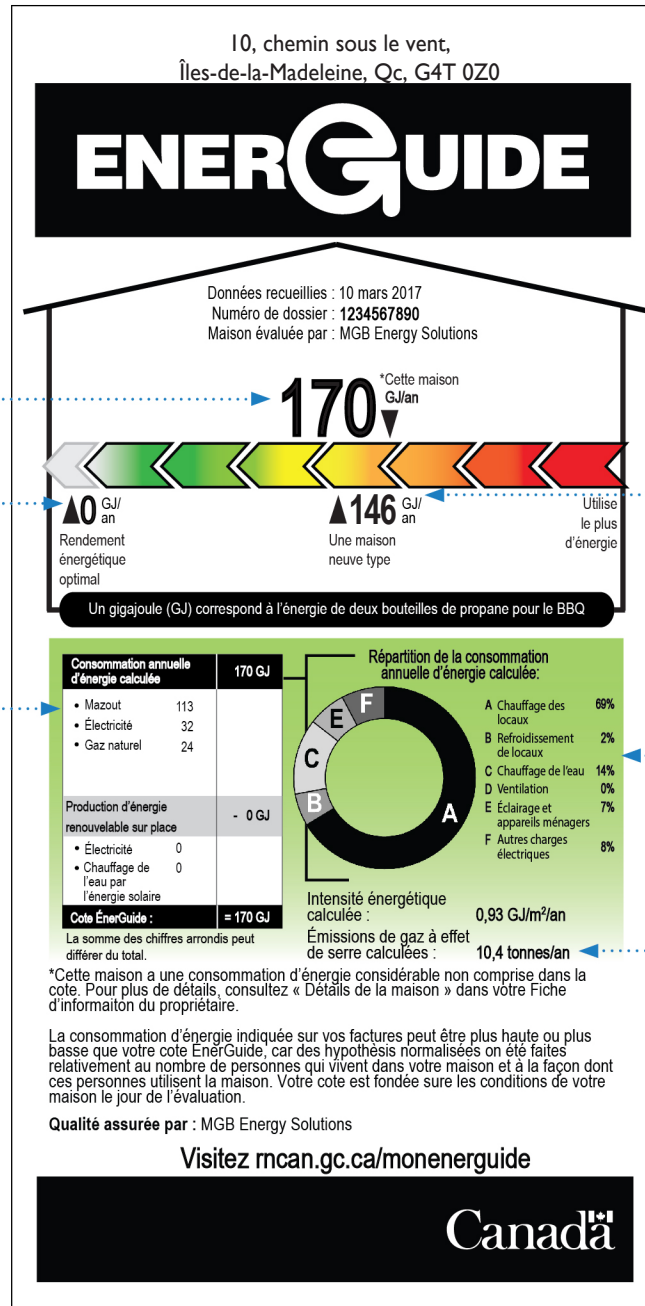 10, chemin sous le vent,
Îles-de-la-Madeleine, Qc, G4T 0Z0
ENERGUIDE
Données recueillies : 10 mars 2017
Numéro de dossier : 1234567890
Maison évaluée par : MGB Energy Solutions
170
*Cette maison
GJ/an
0 GJ/
an
Rendement
énergétique
optimal
146 GJ/
an
Une maison
neuve type
Utilise
le plus
d'énergie
Un gigajoule (GJ) correspond à l'énergie de deux bouteilles de propane pour le BBQ
Consommation annuelle
d'énergie calculée
170 GJ
• Mazout 113
• Électricité 32
• Gaz naturel 24
Production d'énergie
renouvelable sur place
- 0 GJ
• Électricité 0
• Chauffage de 0
l'eau par
l'énergie solaire
Cote ÉnerGuide : = 170 GJ
La somme des chiffres arrondis peut
différer du total.
Répartition de la consommation
annuelle d'énergie calculée:
F
E
C
B
A
A Chauffage des 69%
locaux
B Refroidissement 2%
de locaux
C Chauffage de l'eau 14%
D Ventilation 0%
E Éclairage et 7%
appareils ménagers
F Autres charges 8%
électriques
Intensité énergétique
calculée : 0,93 GJ/m²/an
Émissions de gaz à effet
de serre calculées : 10,4 tonnes/an
*Cette maison a une consommation d'énergie considérable non comprise dans la
cote. Pour plus de détails, consultez « Détails de la maison » dans votre Fiche
d'informaiton du propriétaire.
La consommation d'énergie indiquée sur vos factures peut être plus haute ou plus
basse que votre cote ÉnerGuide, car des hypothèsis normalisées on été faites
relativement au nombre de personnes qui vivent dans votre maison et à la façon dont
ces personnes utilisent la maison. Votre cote est fondée sure les conditions de votre
maison le jour de l'évaluation.
Qualité assurée par : MGB Energy Solutions
Visitez rncan.gc.ca/monenerguide
Canada